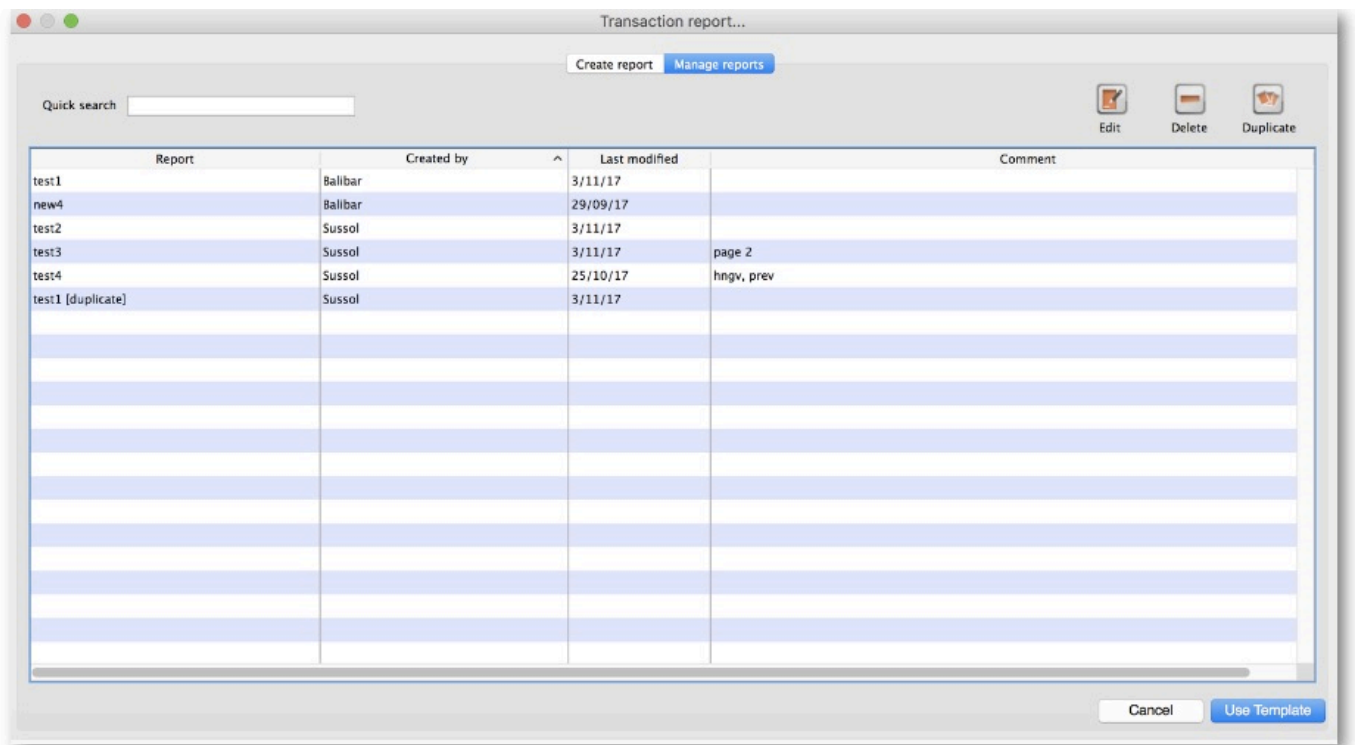 Transaction report...
Create report Manage reports
Quick search
Edit Delete Duplicate
Report Created by Last modified Comment
test1 Balibar 3/11/17
new4 Balibar 29/09/17
test2 Sussol 3/11/17
test3 Sussol 3/11/17 page 2
test4 Sussol 25/10/17 hngv, prev
test1 [duplicate] Sussol 3/11/17
Cancel Use Template